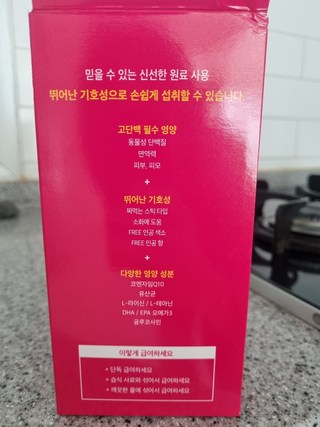 믿을 수 있는 신선한 원료 사용
뛰어난 기호성으로 손쉽게 섭취할 수 있습니다
고단백 필수 영양
동물성 단백질
면역력
피부, 피모
+
뛰어난 기호성
짜먹는 스틱 타입
소화에 도움
FREE 인공 색소
FREE 인공 향
+
다양한 영양 성분
코엔자임Q10
유산균
L-라이신 / L-테아닌
DHA / EPA 오메가3
글루코사민
이렇게 급여하세요
+ 단독 급여하세요
+ 습식 사료와 섞어서 급여하세요
+ 깨끗한 물에 섞어서 급여하세요